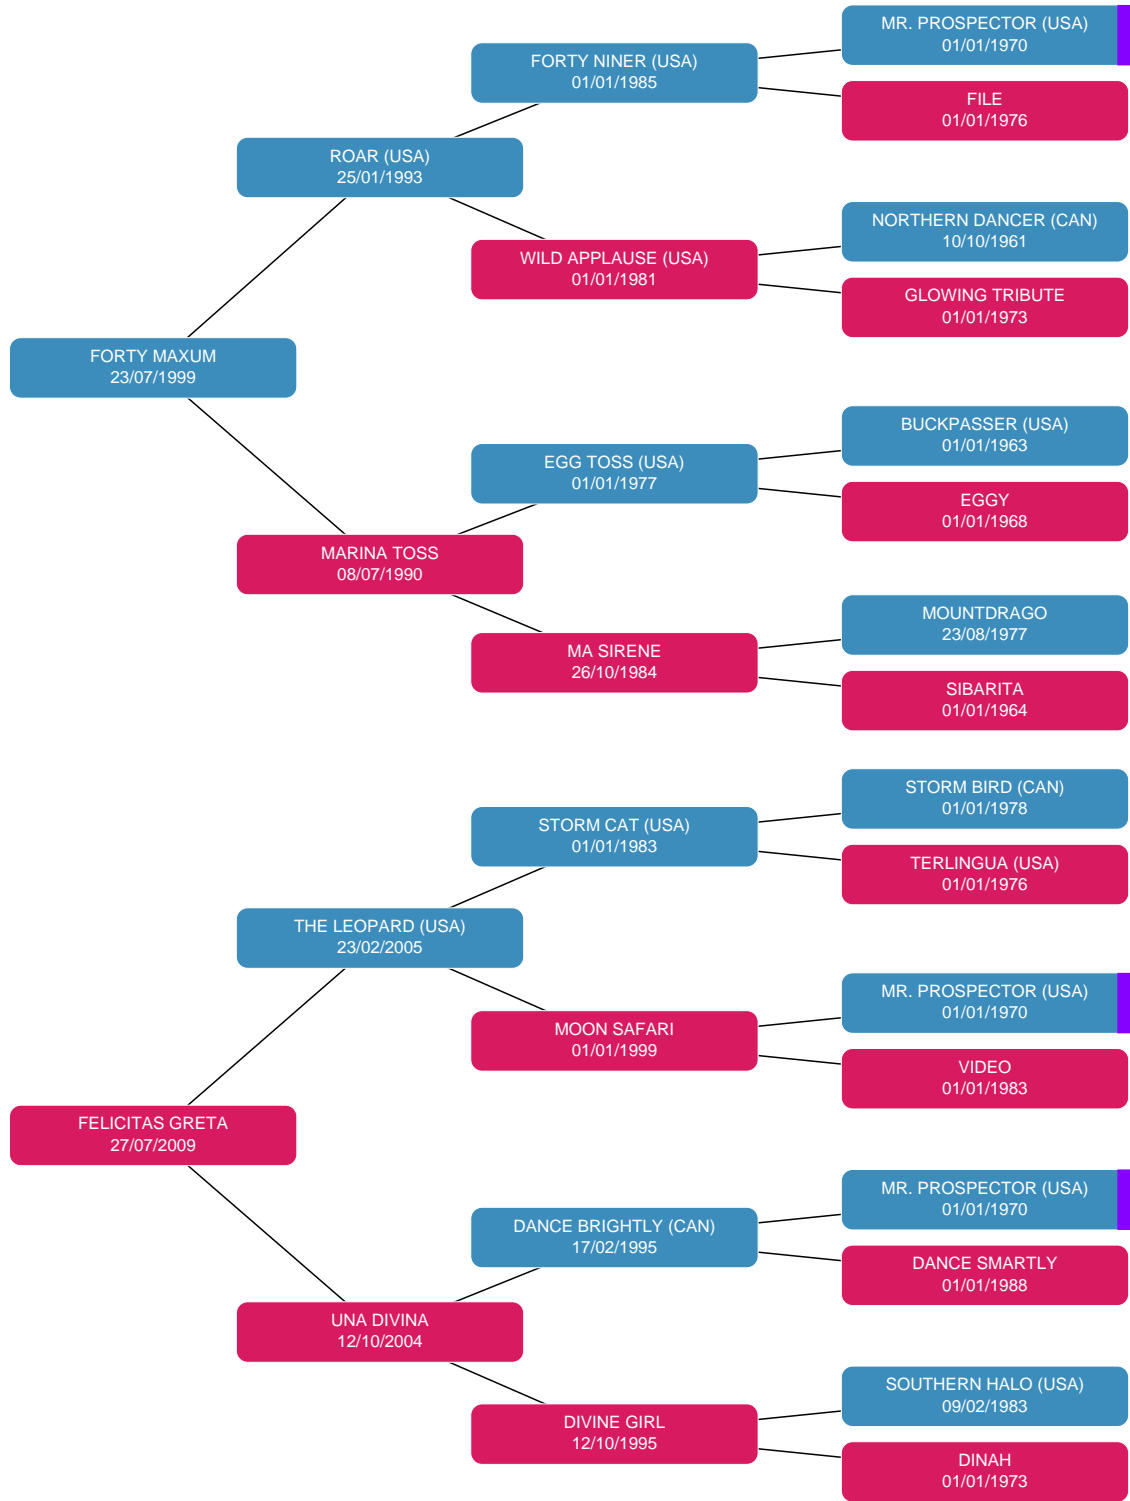 MR. PROSPECTOR (USA)
01/01/1970
FORTY NINER (USA)
01/01/1985
FILE
01/01/1976
ROAR (USA)
25/01/1993
NORTHERN DANCER (CAN)
10/10/1961
WILD APPLAUSE (USA)
01/01/1981
GLOWING TRIBUTE
01/01/1973
FORTY MAXUM
23/07/1999
BUCKPASSER (USA)
01/01/1963
EGG TOSS (USA)
01/01/1977
EGGY
01/01/1968
MARINA TOSS
08/07/1990
MOUNTDRAGO
23/08/1977
MA SIRENE
26/10/1984
SIBARITA
01/01/1964
STORM BIRD (CAN)
01/01/1978
STORM CAT (USA)
01/01/1983
TERLINGUA (USA)
01/01/1976
THE LEOPARD (USA)
23/02/2005
MR. PROSPECTOR (USA)
01/01/1970
MOON SAFARI
01/01/1999
VIDEO
01/01/1983
FELICITAS GRETA
27/07/2009
MR. PROSPECTOR (USA)
01/01/1970
DANCE BRIGHTLY (CAN)
17/02/1995
DANCE SMARTLY
01/01/1988
UNA DIVINA
12/10/2004
SOUTHERN HALO (USA)
09/02/1983
DIVINE GIRL
12/10/1995
DINAH
01/01/1973